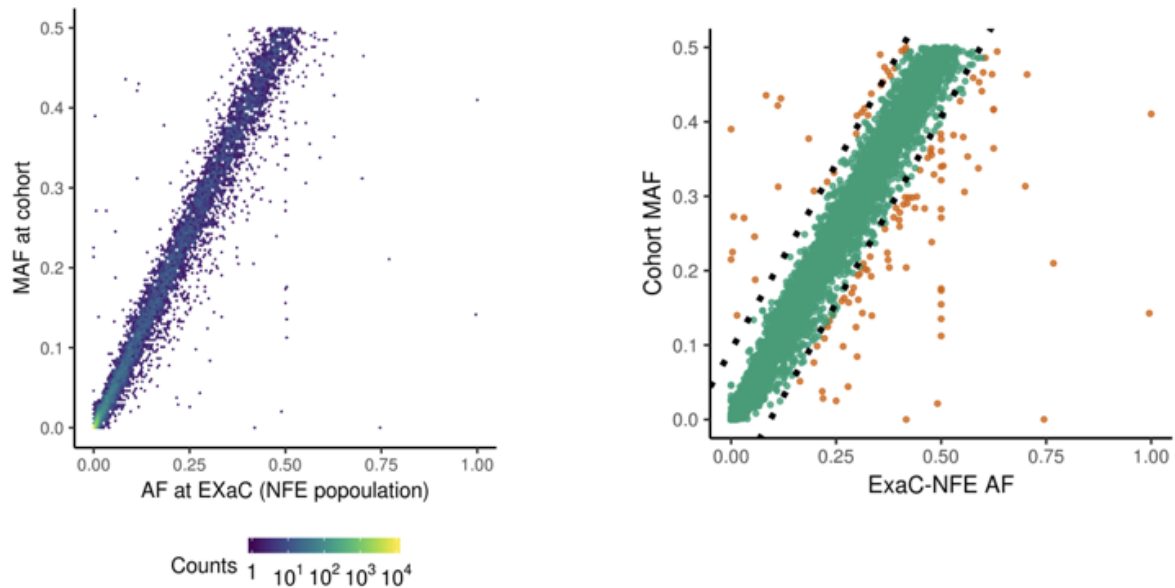 0.5
0.4
0.3
0.2
0.1
0.0
MAF at cohort
0.00 0.25 0.50 0.75 1.00
AF at EXaC (NFE popoulation)
Counts 1 10¹ 10² 10³ 10⁴
0.5
0.4
0.3
0.2
0.1
0.0
Cohort MAF
0.00 0.25 0.50 0.75 1.00
ExaC-NFE AF